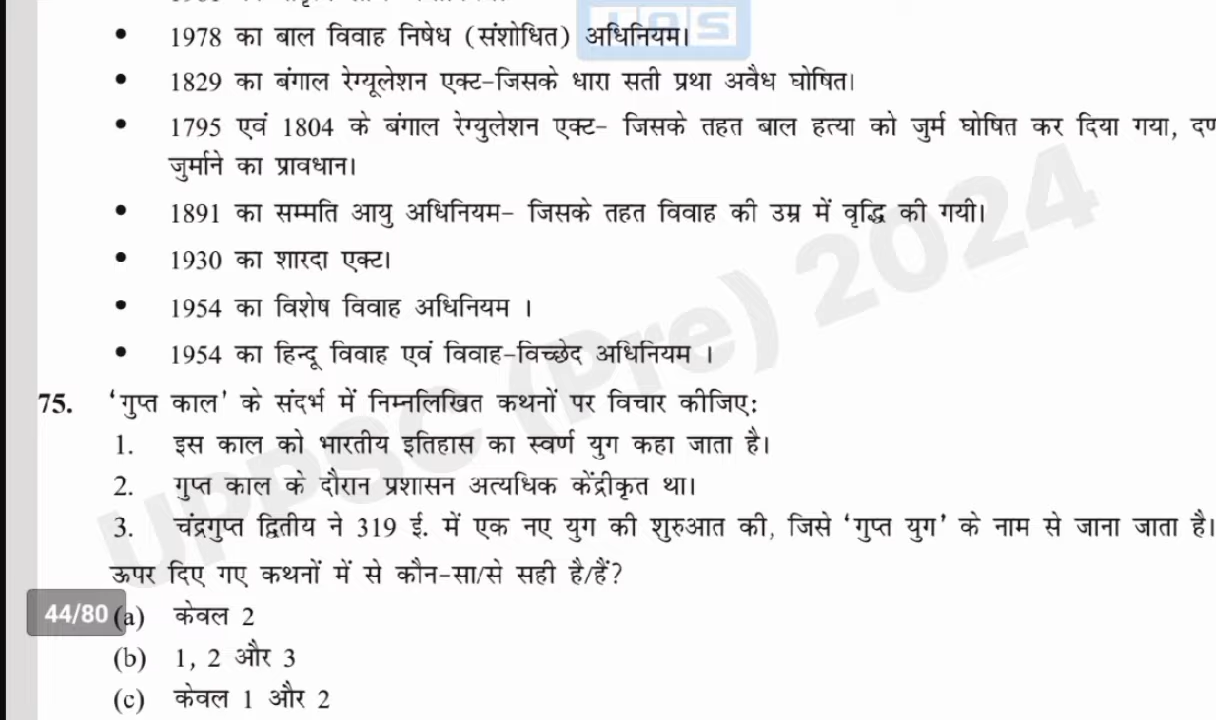 IAS
• 1978 का बाल विवाह निषेध (संशोधित) अधिनियम।
• 1829 का बंगाल रेग्यूलेशन एक्ट-जिसके धारा सती प्रथा अवैध घोषित।
• 1795 एवं 1804 के बंगाल रेग्युलेशन एक्ट- जिसके तहत बाल हत्या को जुर्म घोषित कर दिया गया,
जुर्माने का प्रावधान।
• 1891 का सम्मति आयु अधिनियम- जिसके तहत विवाह की उम्र में वृद्धि की गयी।
• 1930 का शारदा एक्ट।
• 1954 का विशेष विवाह अधिनियम ।
• 1954 का हिन्दू विवाह एवं विवाह-विच्छेद अधिनियम ।
75. ‘गुप्त काल’ के संदर्भ में निम्नलिखित कथनों पर विचार कीजिए:
1. इस काल को भारतीय इतिहास का स्वर्ण युग कहा जाता है।
2. गुप्त काल के दौरान प्रशासन अत्यधिक केंद्रीकृत था।
3. चंद्रगुप्त द्वितीय ने 319 ई. में एक नए युग की शुरुआत की, जिसे ‘गुप्त युग’ के नाम से जाना जाता है।
ऊपर दिए गए कथनों में से कौन-सा/से सही है/हैं?
44/80
(a) केवल 2
(b) 1, 2 और 3
(c) केवल 1 और 2
UPPSC (Pre) 2024